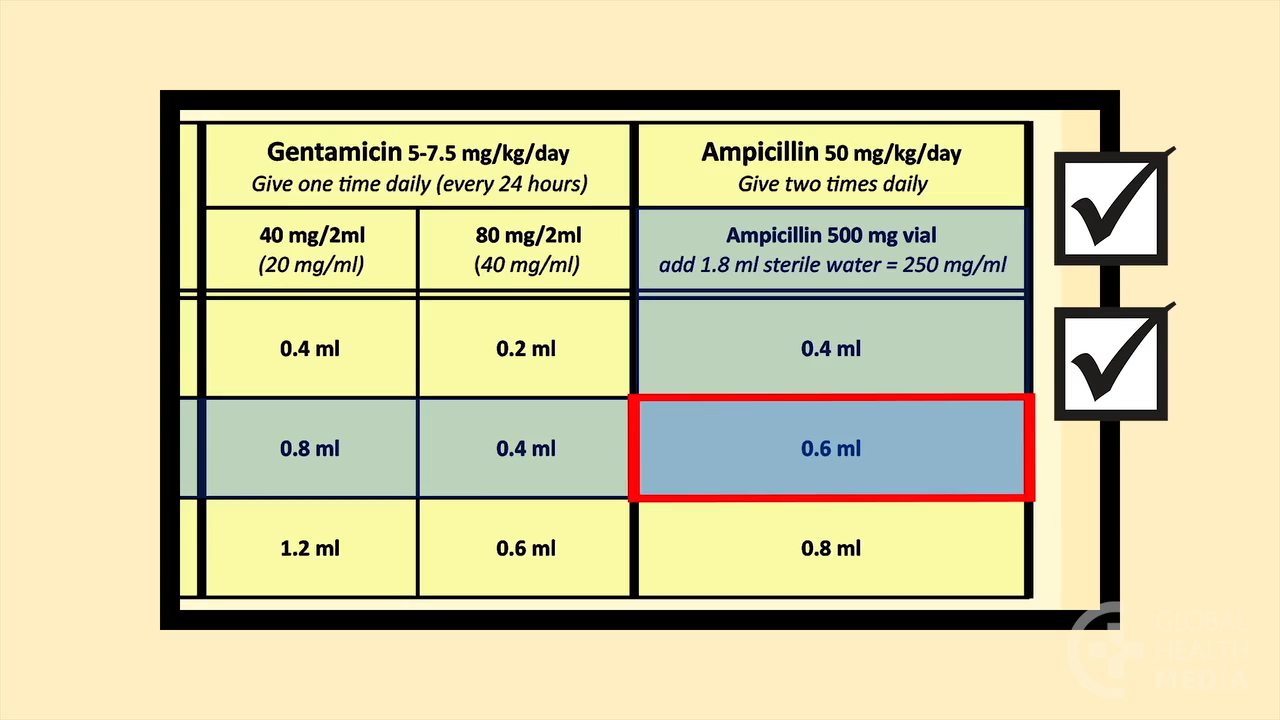 Gentamicin 5-7.5 mg/kg/day
Give one time daily (every 24 hours)
Ampicillin 50 mg/kg/day
Give two times daily
40 mg/2ml
(20 mg/ml)
80 mg/2ml
(40 mg/ml)
Ampicillin 500 mg vial
add 1.8 ml sterile water = 250 mg/ml
0.4 ml
0.2 ml
0.4 ml
0.8 ml
0.4 ml
0.6 ml
1.2 ml
0.6 ml
0.8 ml
GLOBAL
HEALTH
MEDIA